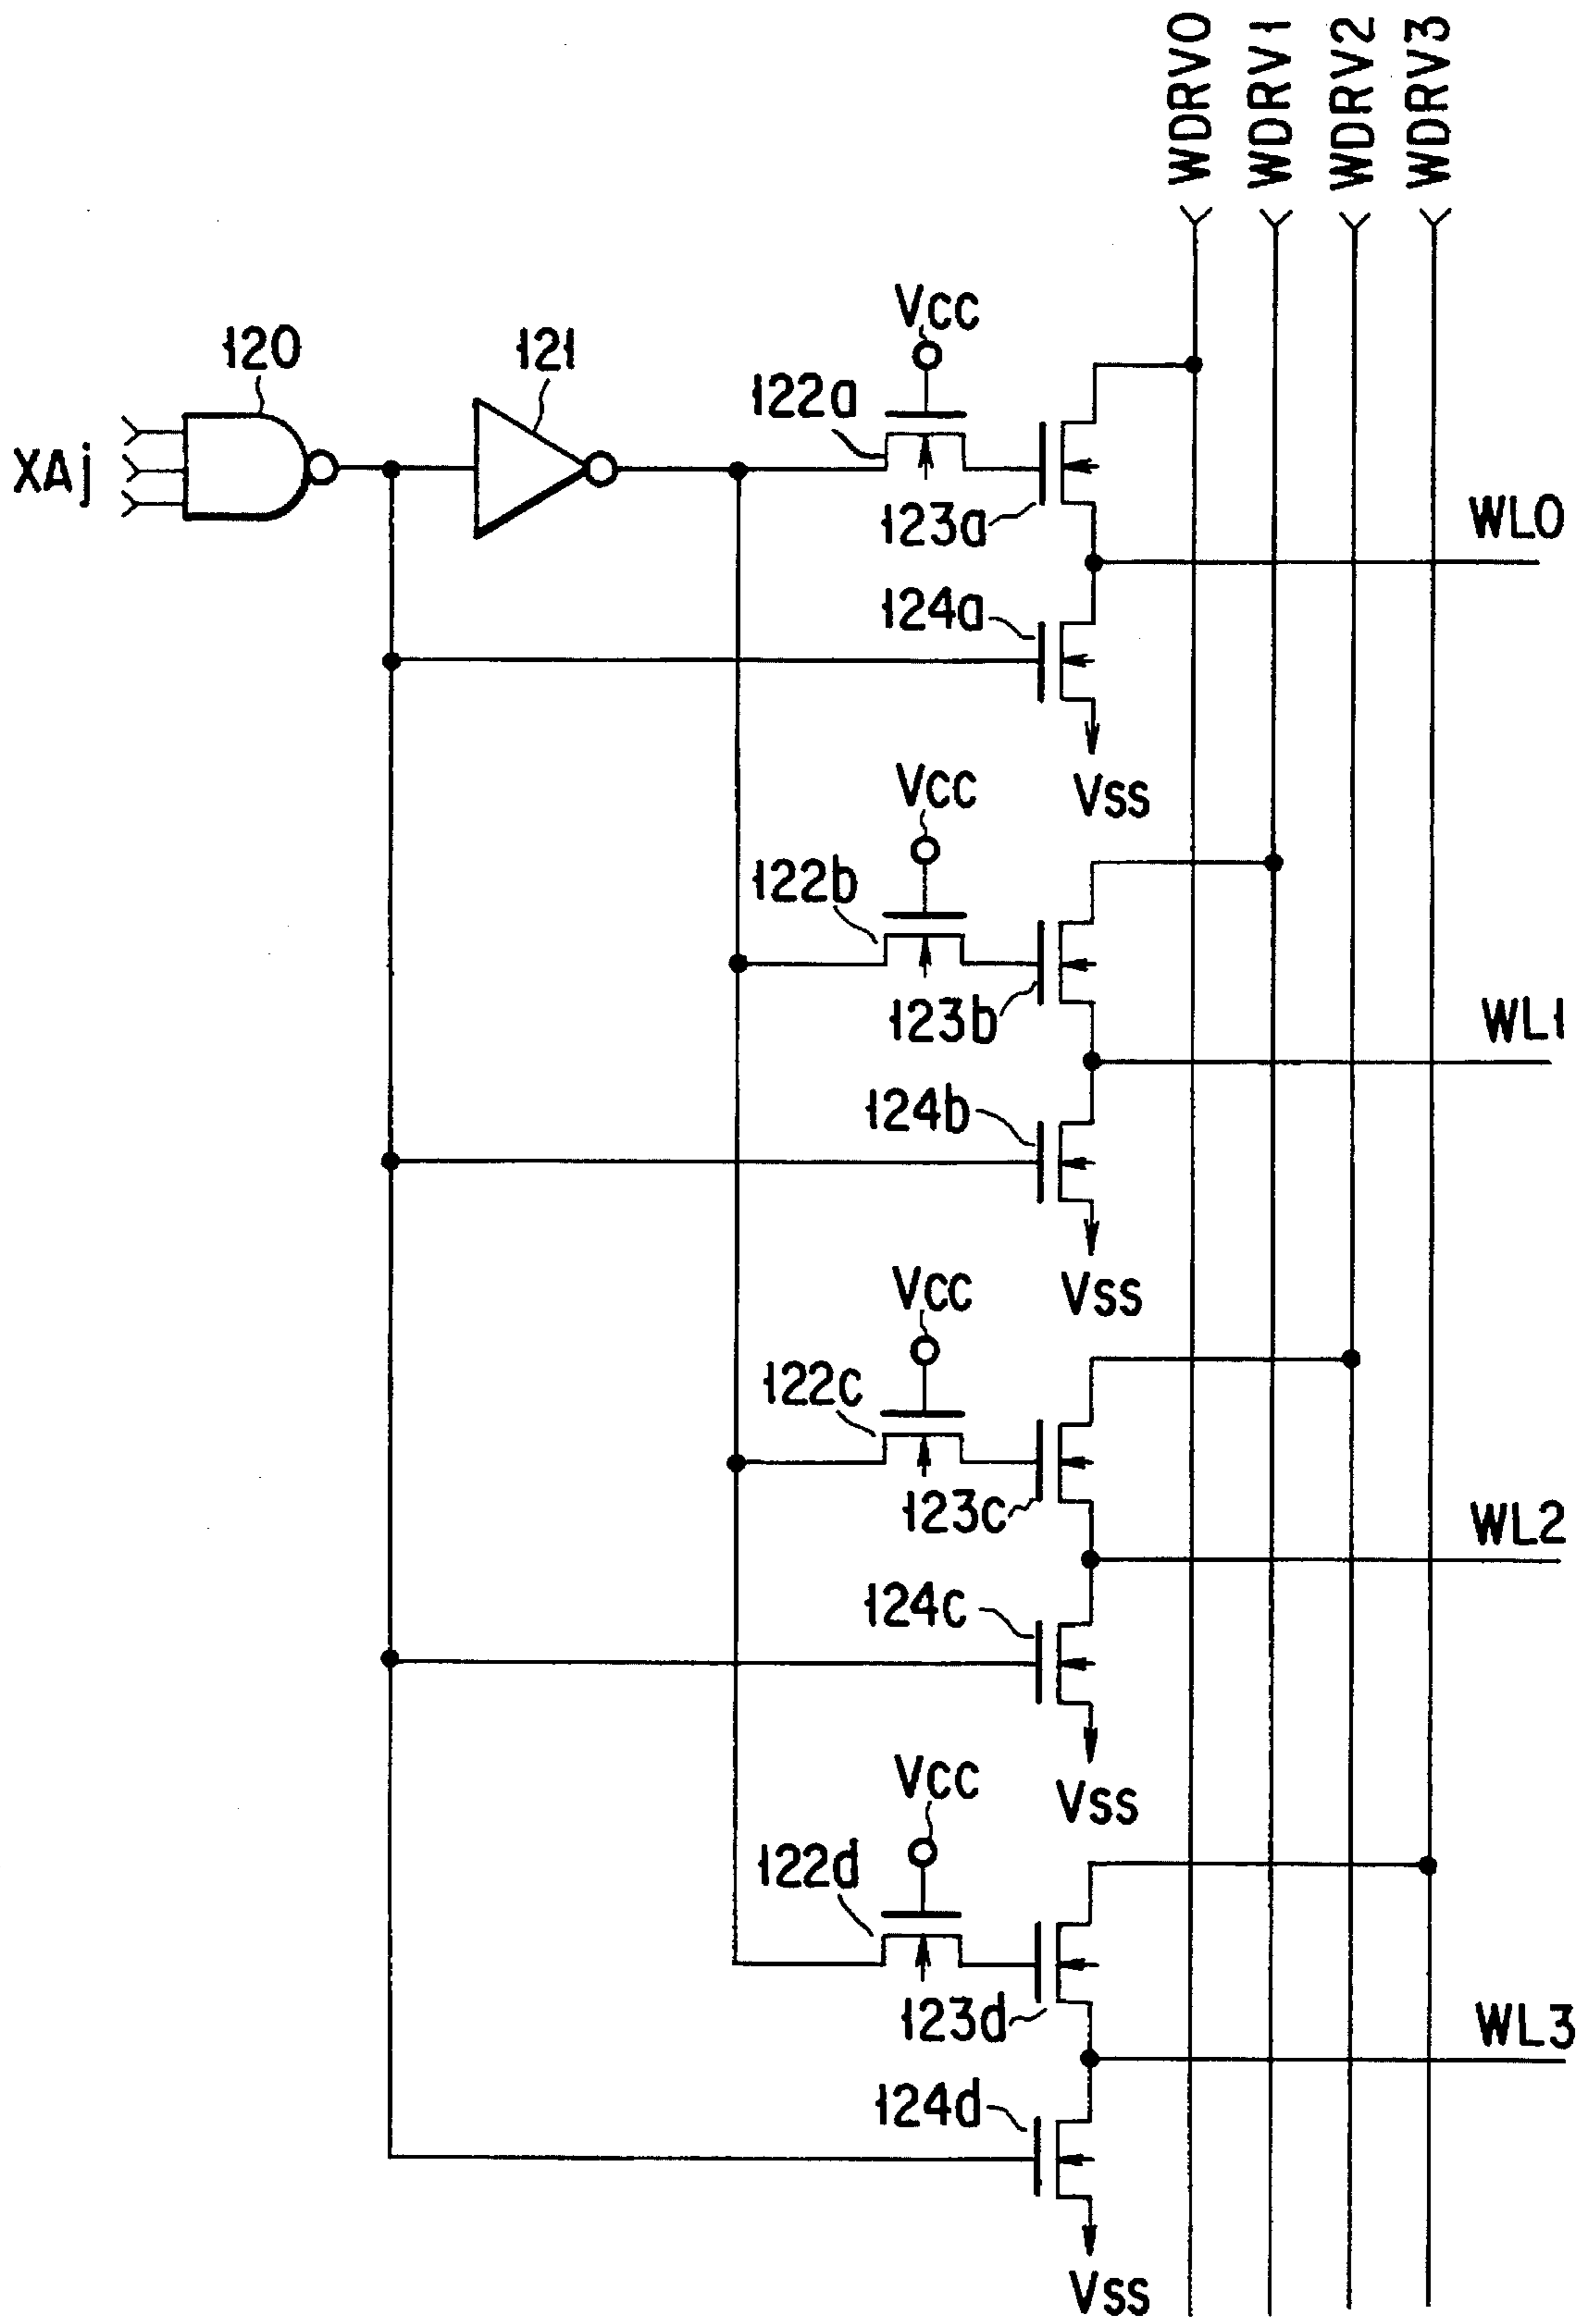 WDRV0
WDRV1
WDRV2
WDRV3
Vcc
120
121
122a
XAj
123a
WL0
124a
Vss
Vcc
122b
123b
WL1
124b
Vss
Vcc
122c
123c
WL2
124c
Vss
Vcc
122d
123d
WL3
124d
Vss